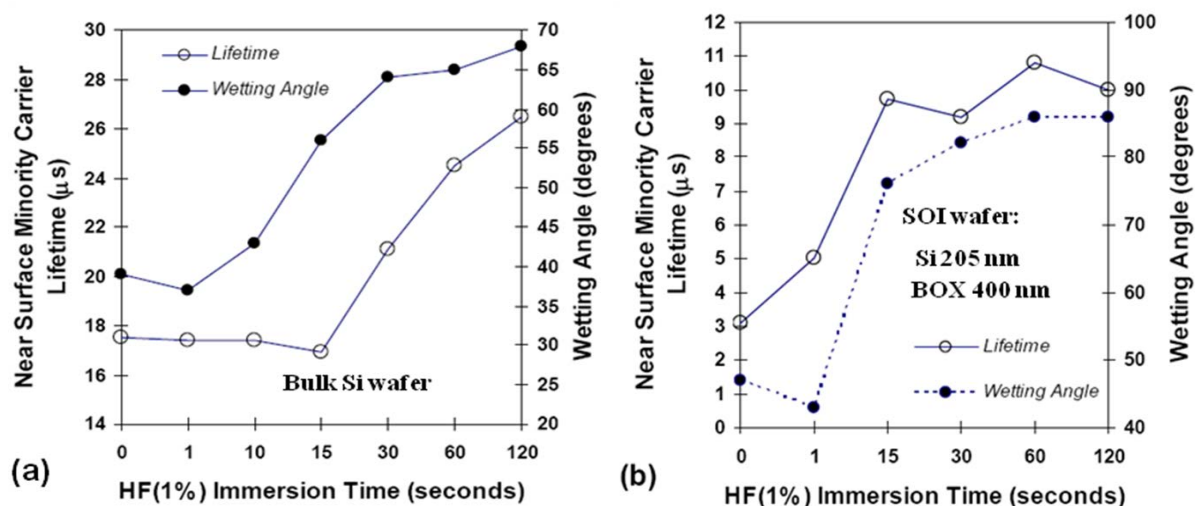 Near Surface Minority Carrier
Lifetime (µs)
30
28
26
24
22
20
18
16
14
Lifetime
Wetting Angle
Bulk Si wafer
70
65
60
55
50
45
40
35
30
25
20
Wetting Angle (degrees)
0 1 10 15 30 60 120
HF(1%) Immersion Time (seconds)
(a)
Near Surface Minority Carrier
Lifetime (µs)
12
11
10
9
8
7
6
5
4
3
2
1
0
SOI wafer:
Si 205 nm
BOX 400 nm
Lifetime
Wetting Angle
100
90
80
70
60
50
40
Wetting Angle (degrees)
0 1 15 30 60 120
HF(1%) Immersion Time (seconds)
(b)